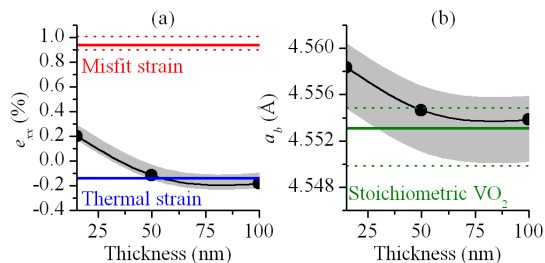 (a)
(b)
1.0
0.8
0.6
0.4
0.2
0.0
-0.2
-0.4
e_xx (%)
Misfit strain
Thermal strain
25 50 75 100
Thickness (nm)
4.560
4.556
4.552
4.548
a_b (Å)
Stoichiometric VO₂
25 50 75 100
Thickness (nm)